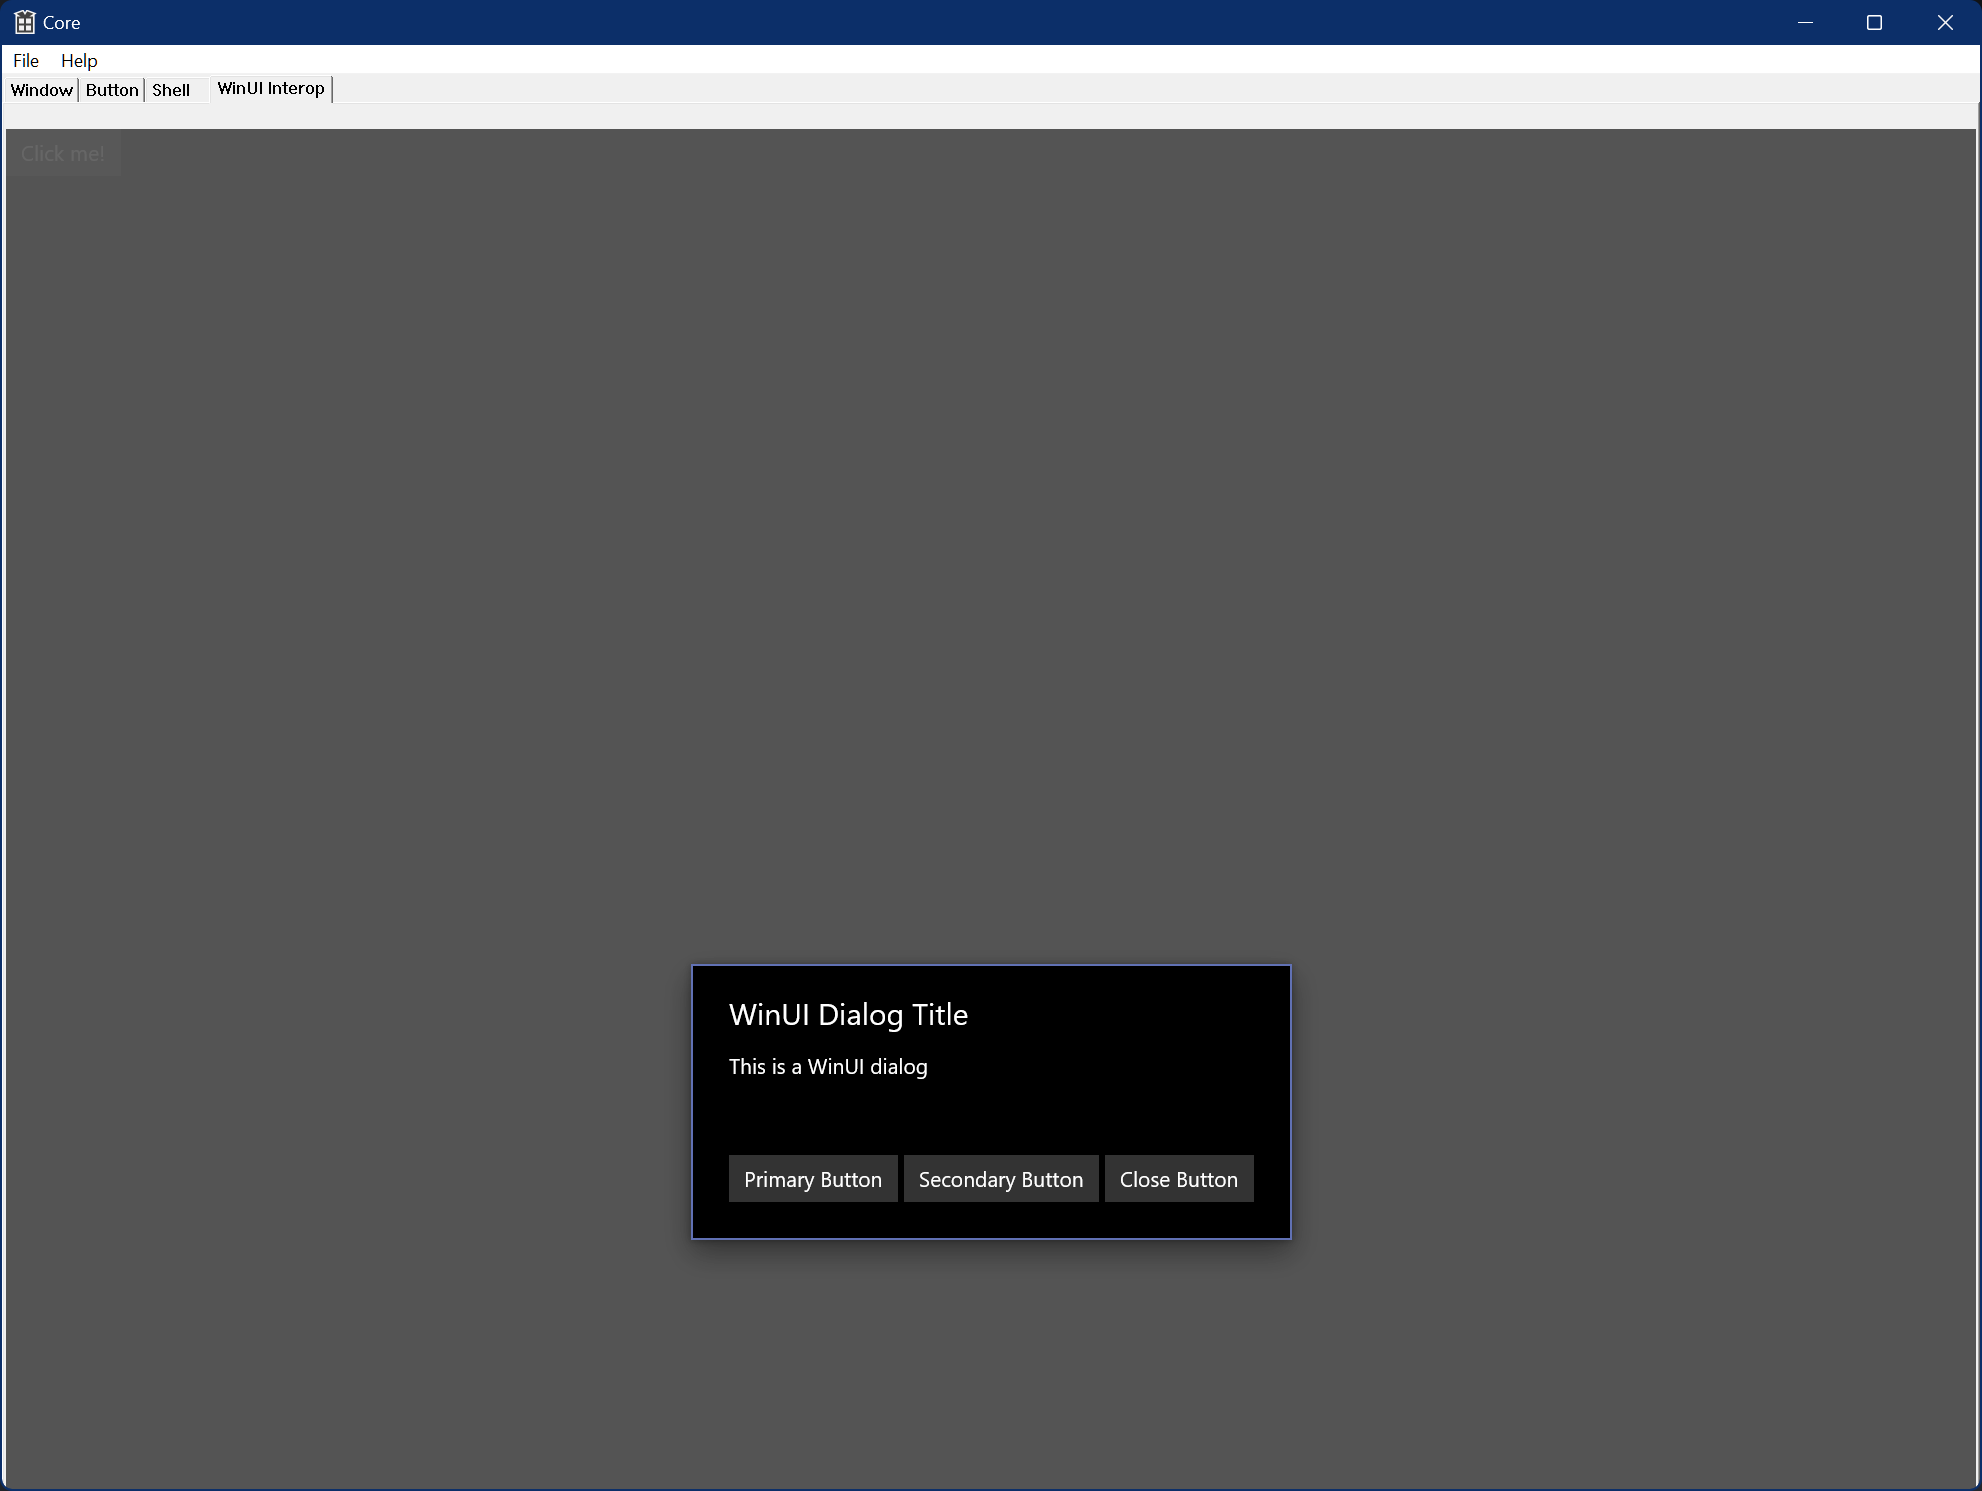 Core
File Help
Window Button Shell WinUI Interop
Click me!
WinUI Dialog Title
This is a WinUI dialog
Primary Button Secondary Button Close Button